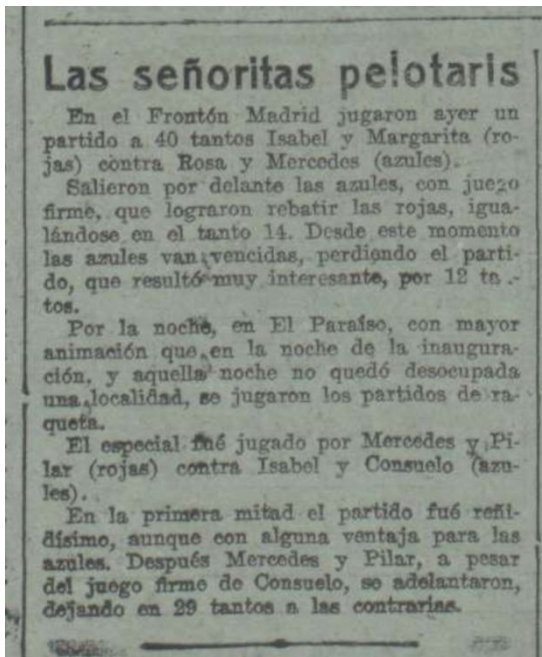 Las señoritas pelotaris
En el Frontón Madrid jugaron ayer un
partido a 40 tantos Isabel y Margarita (ro-
jas) contra Rosa y Mercedes (azules).
Salieron por delante las azules, con juego
firme, que lograron rebatir las rojas, igua-
lándose en el tanto 14. Desde este momento
las azules van vencidas, perdiendo el parti-
do, que resultó muy interesante, por 12 ta -
tos.
Por la noche, en El Paraíso, con mayor
animación que en la noche de la inaugura-
ción, y aquella noche no quedó desocupada
una localidad, se jugaron los partidos de ra-
queta.
El especial fué jugado por Mercedes y Pi-
lar (rojas) contra Isabel y Consuelo (azu-
les).
En la primera mitad el partido fué reñi-
dísimo, aunque con alguna ventaja para las
azules. Después Mercedes y Pilar, a pesar
del juego firme de Consuelo, se adelantaron,
dejando en 29 tantos a las contrarias.